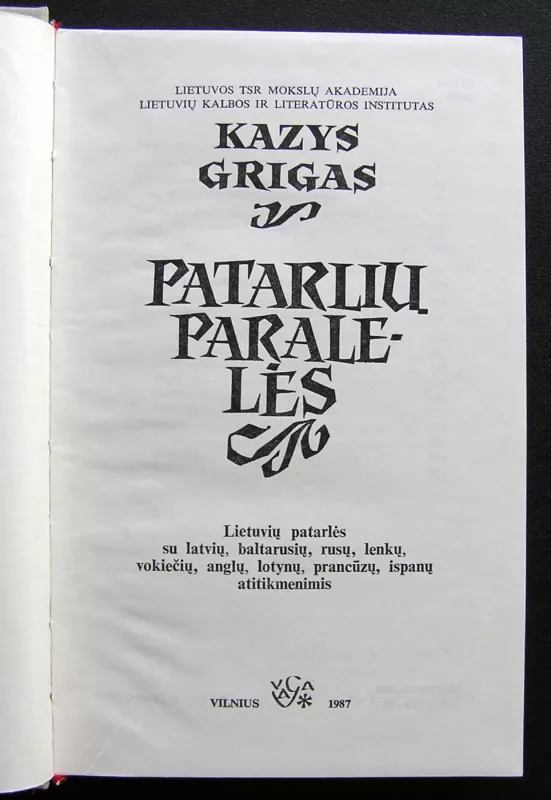 LIETUVOS TSR MOKSLŲ AKADEMIJA
LIETUVIŲ KALBOS IR LITERATŪROS INSTITUTAS
KAZYS
GRIGAS
PATARLIŲ
PARALE-
LĖS
Lietuvių patarlės
su latvių, baltarusių, rusų, lenkų,
vokiečių, anglų, lotynų, prancūzų, ispanų
atitikmenimis
VAGA
VILNIUS 1987